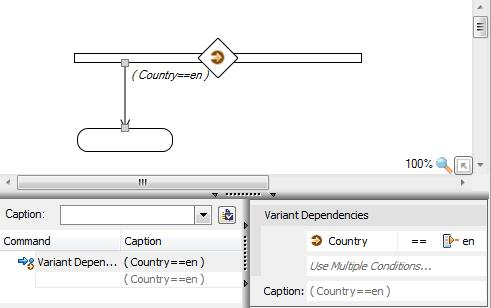 ( Country==en )
100%
Caption:
Command Caption
Variant Depen... ( Country==en )
( Country==en )
Variant Dependencies
Country == en
Use Multiple Conditions...
Caption: ( Country==en )